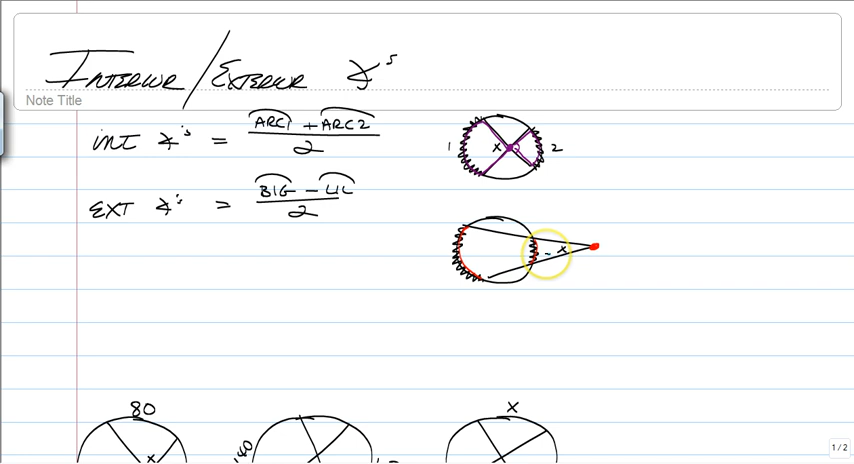 INTERIOR/EXTERIOR ∡s
Note Title
INT ∡'s = ARC1 + ARC2 / 2
1 x 2
EXT ∡'s = BIG - LIL / 2
x
80
x
140
x
1 / 2